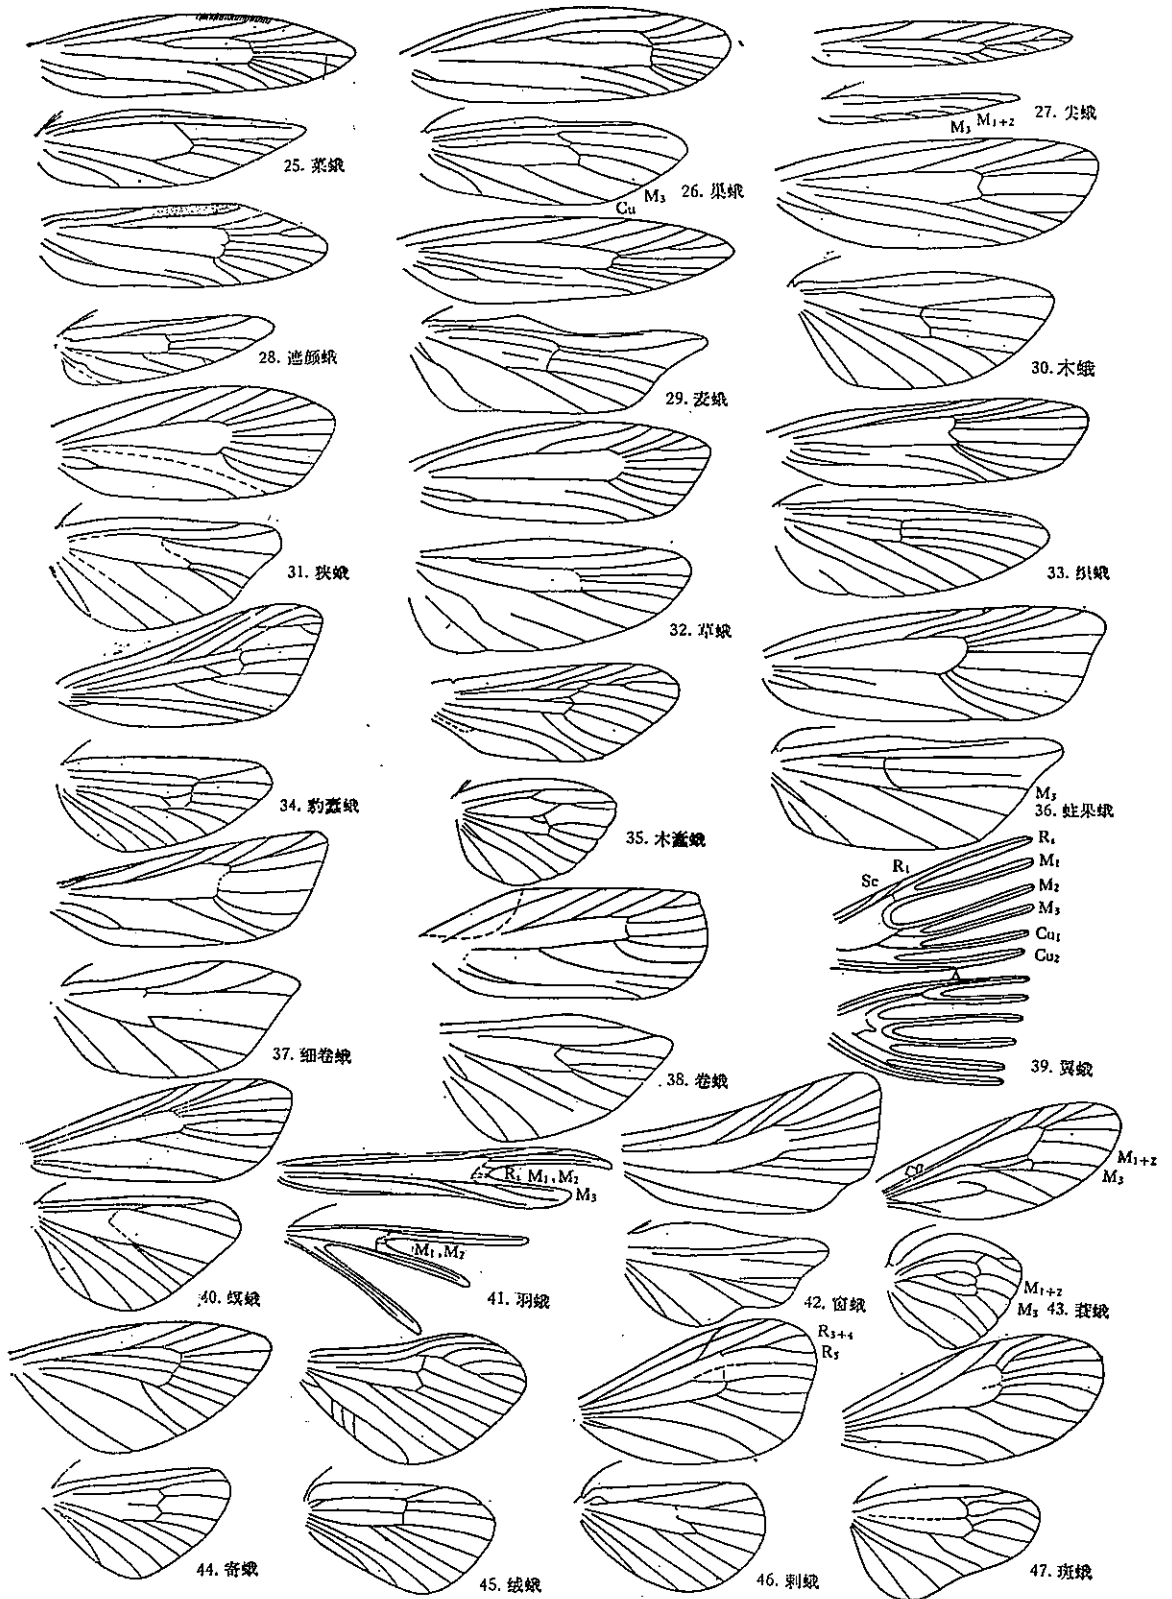 25. 菜蛾
26. 巢蛾
Cu
M₃
27. 尖蛾
M₃ M₁₊₂
28. 遮颜蛾
29. 麦蛾
30. 木蛾
31. 狭蛾
32. 草蛾
33. 织蛾
34. 豹蠹蛾
35. 木蠹蛾
M₃
36. 蛀果蛾
37. 细卷蛾
38. 卷蛾
Sc
R₁
R₄
M₁
M₂
M₃
Cu₁
Cu₂
A
39. 翼蛾
40. 螟蛾
R₅ M₁, M₂
M₃
M₁, M₂
41. 羽蛾
42. 窗蛾
M₁₊₂
M₃
M₁₊₂
M₃ 43. 蓑蛾
44. 寄蛾
45. 绒蛾
R₃₊₄
R₅
46. 刺蛾
47. 斑蛾